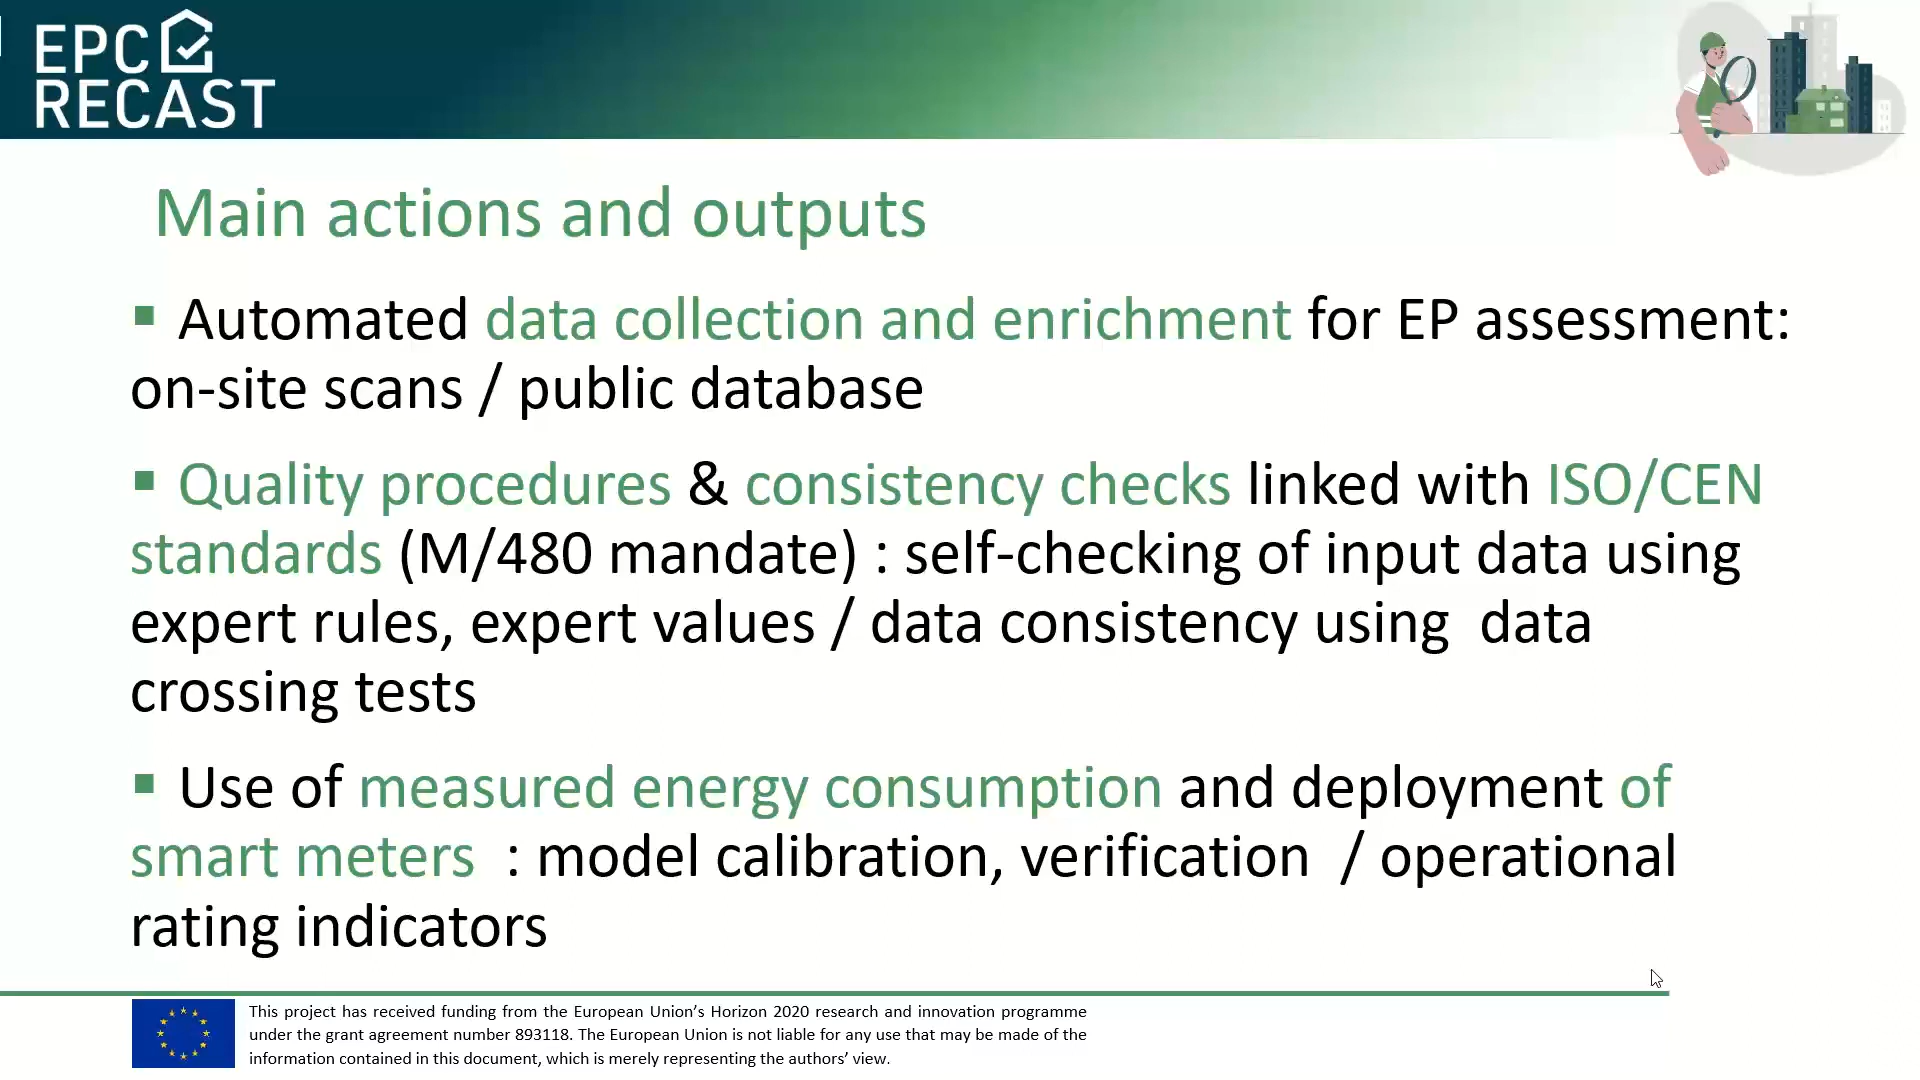 EPC
RECAST
Main actions and outputs
▪ Automated data collection and enrichment for EP assessment:
on-site scans / public database
▪ Quality procedures & consistency checks linked with ISO/CEN
standards (M/480 mandate) : self-checking of input data using
expert rules, expert values / data consistency using  data
crossing tests
▪ Use of measured energy consumption and deployment of
smart meters  : model calibration, verification  / operational
rating indicators
This project has received funding from the European Union’s Horizon 2020 research and innovation programme
under the grant agreement number 893118. The European Union is not liable for any use that may be made of the
information contained in this document, which is merely representing the authors’ view.